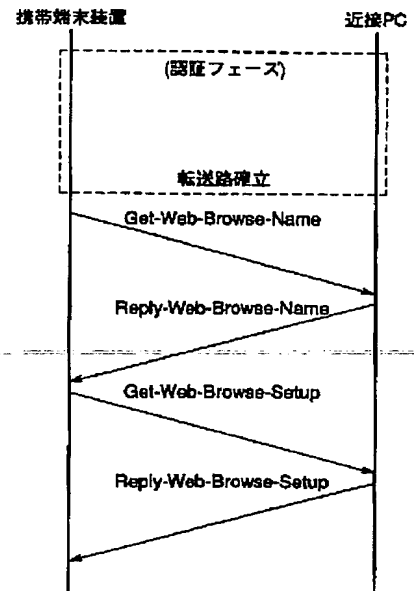 携帯端末装置
近接PC
(認証フェーズ)
転送路確立
Get-Web-Browse-Name
Reply-Web-Browse-Name
Get-Web-Browse-Setup
Reply-Web-Browse-Setup